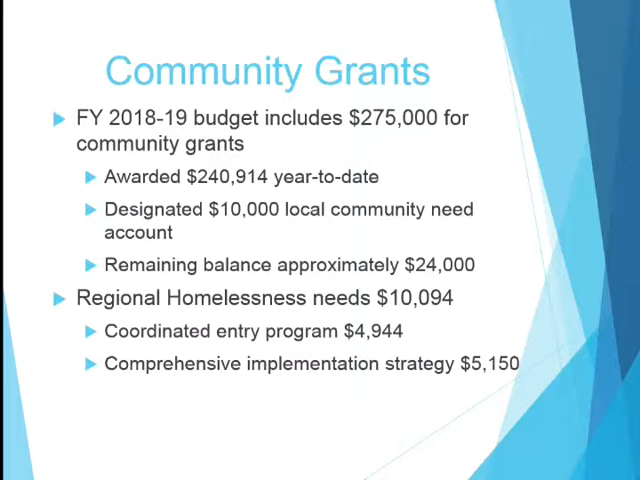 Community Grants
FY 2018-19 budget includes $275,000 for
community grants
Awarded $240,914 year-to-date
Designated $10,000 local community need
account
Remaining balance approximately $24,000
Regional Homelessness needs $10,094
Coordinated entry program $4,944
Comprehensive implementation strategy $5,150